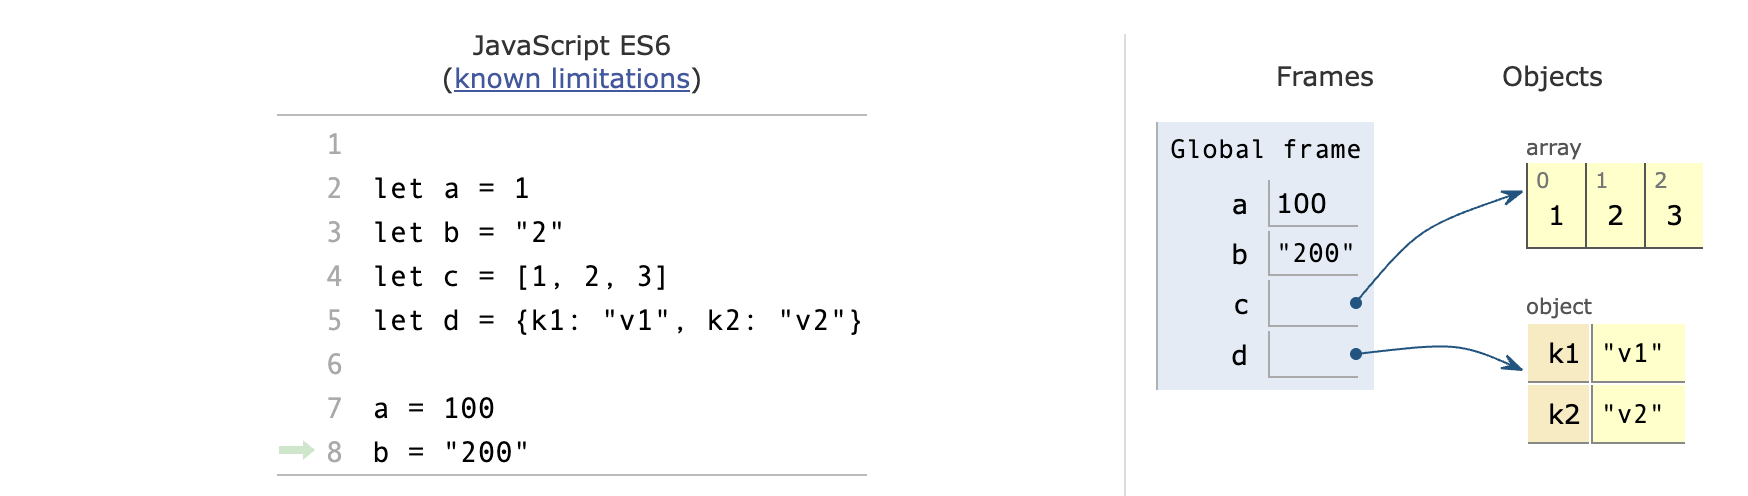 JavaScript ES6
(known limitations)
1
2 let a = 1
3 let b = "2"
4 let c = [1, 2, 3]
5 let d = {k1: "v1", k2: "v2"}
6
7 a = 100
8 b = "200"
Frames
Objects
Global frame
a 100
b "200"
c
d
array
0 1 2
1 2 3
object
k1 "v1"
k2 "v2"